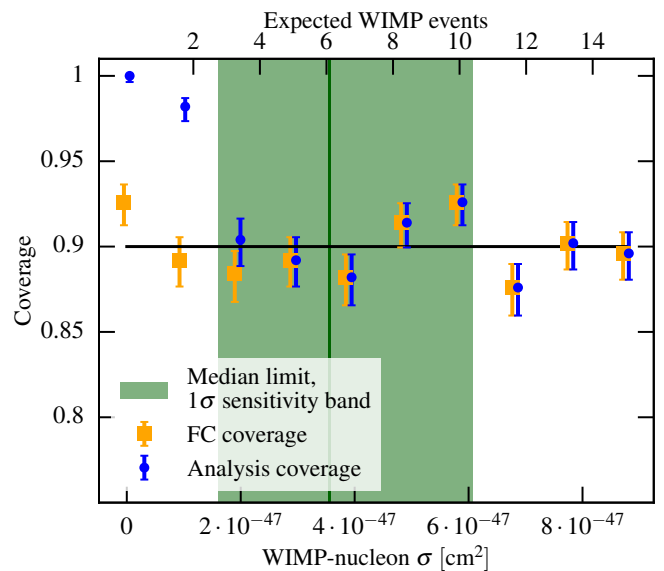 Expected WIMP events
2 4 6 8 10 12 14
1
0.95
0.9
0.85
0.8
Coverage
Median limit,
1σ sensitivity band
FC coverage
Analysis coverage
0 2·10⁻⁴⁷ 4·10⁻⁴⁷ 6·10⁻⁴⁷ 8·10⁻⁴⁷
WIMP-nucleon σ [cm²]